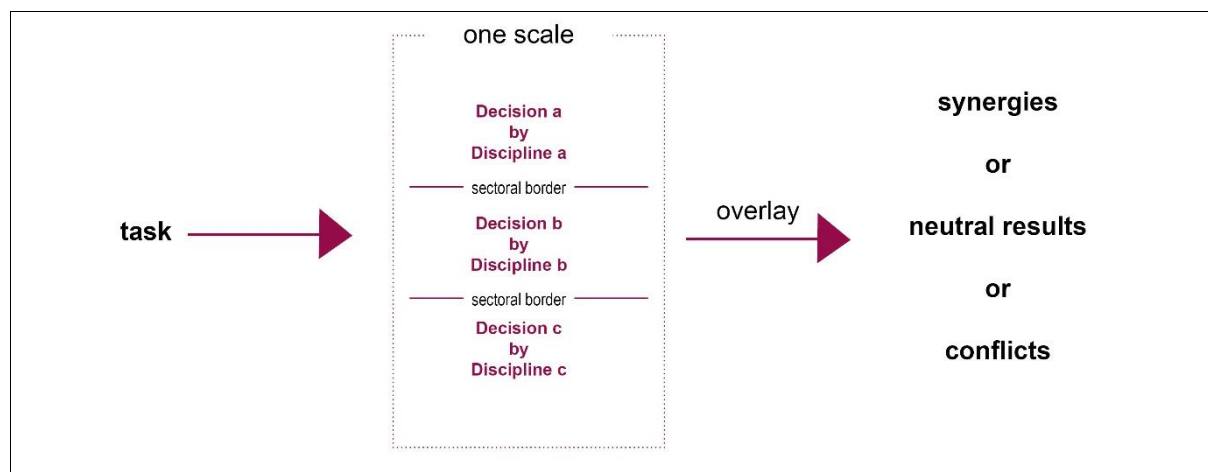 one scale
Decision a
by
Discipline a
sectoral border
task
Decision b
by
Discipline b
sectoral border
Decision c
by
Discipline c
overlay
synergies
or
neutral results
or
conflicts